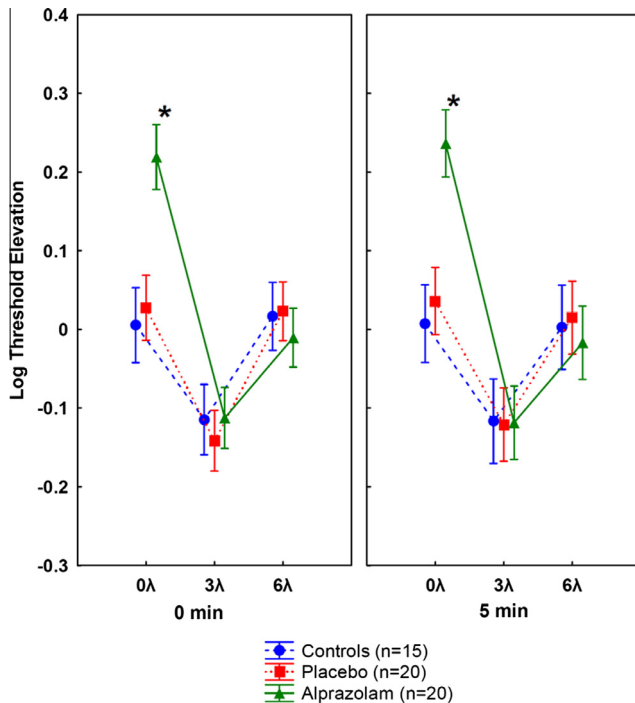 Log Threshold Elevation
0.4
0.3
0.2
0.1
0
-0.1
-0.2
-0.3
*
*
0λ 3λ 6λ
0 min
0λ 3λ 6λ
5 min
Controls (n=15)
Placebo (n=20)
Alprazolam (n=20)